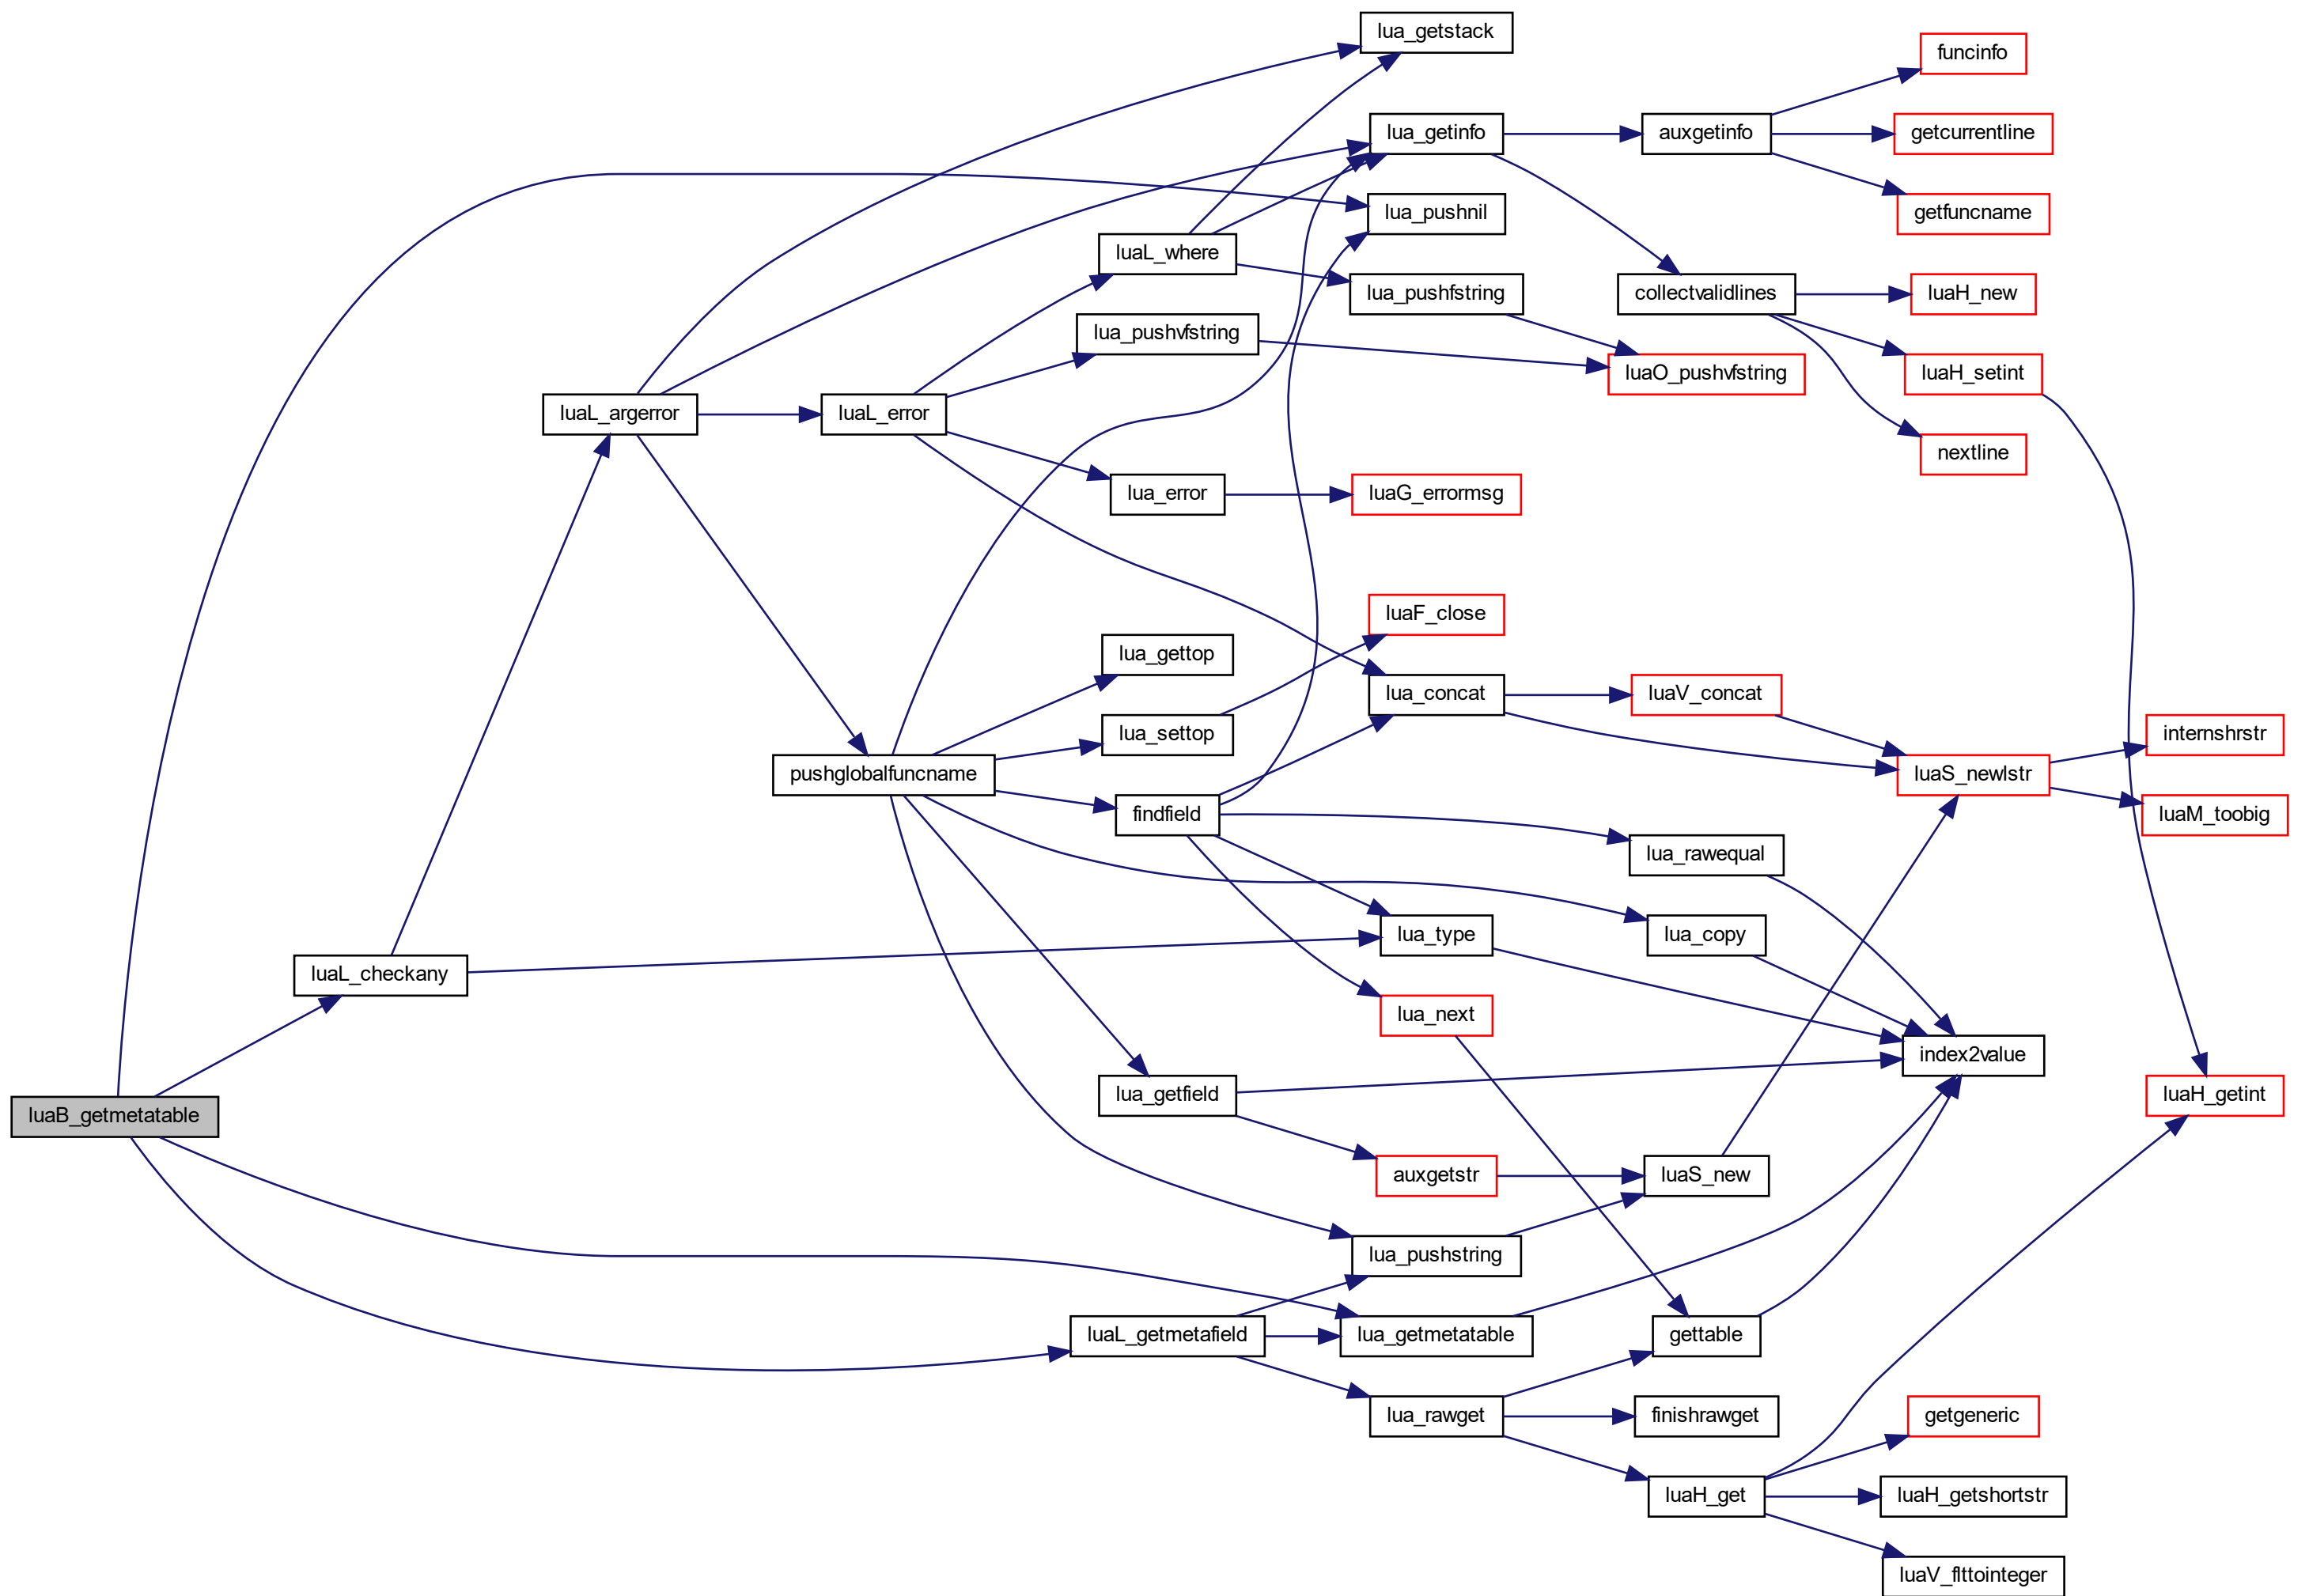 lua_getstack
funcinfo
lua_getinfo
auxgetinfo
getcurrentline
lua_pushnil
getfuncname
luaL_where
lua_pushfstring
collectvalidlines
luaH_new
lua_pushvfstring
luaO_pushvfstring
luaH_setint
luaL_argerror
luaL_error
nextline
lua_error
luaG_errormsg
luaF_close
lua_gettop
lua_concat
luaV_concat
lua_settop
internshrstr
pushglobalfuncname
luaS_newlstr
findfield
luaM_toobig
lua_rawequal
lua_type
lua_copy
luaL_checkany
lua_next
index2value
lua_getfield
luaH_getint
luaB_getmetatable
auxgetstr
luaS_new
lua_pushstring
luaL_getmetafield
lua_getmetatable
gettable
lua_rawget
finishrawget
getgeneric
luaH_get
luaH_getshortstr
luaV_flttointeger